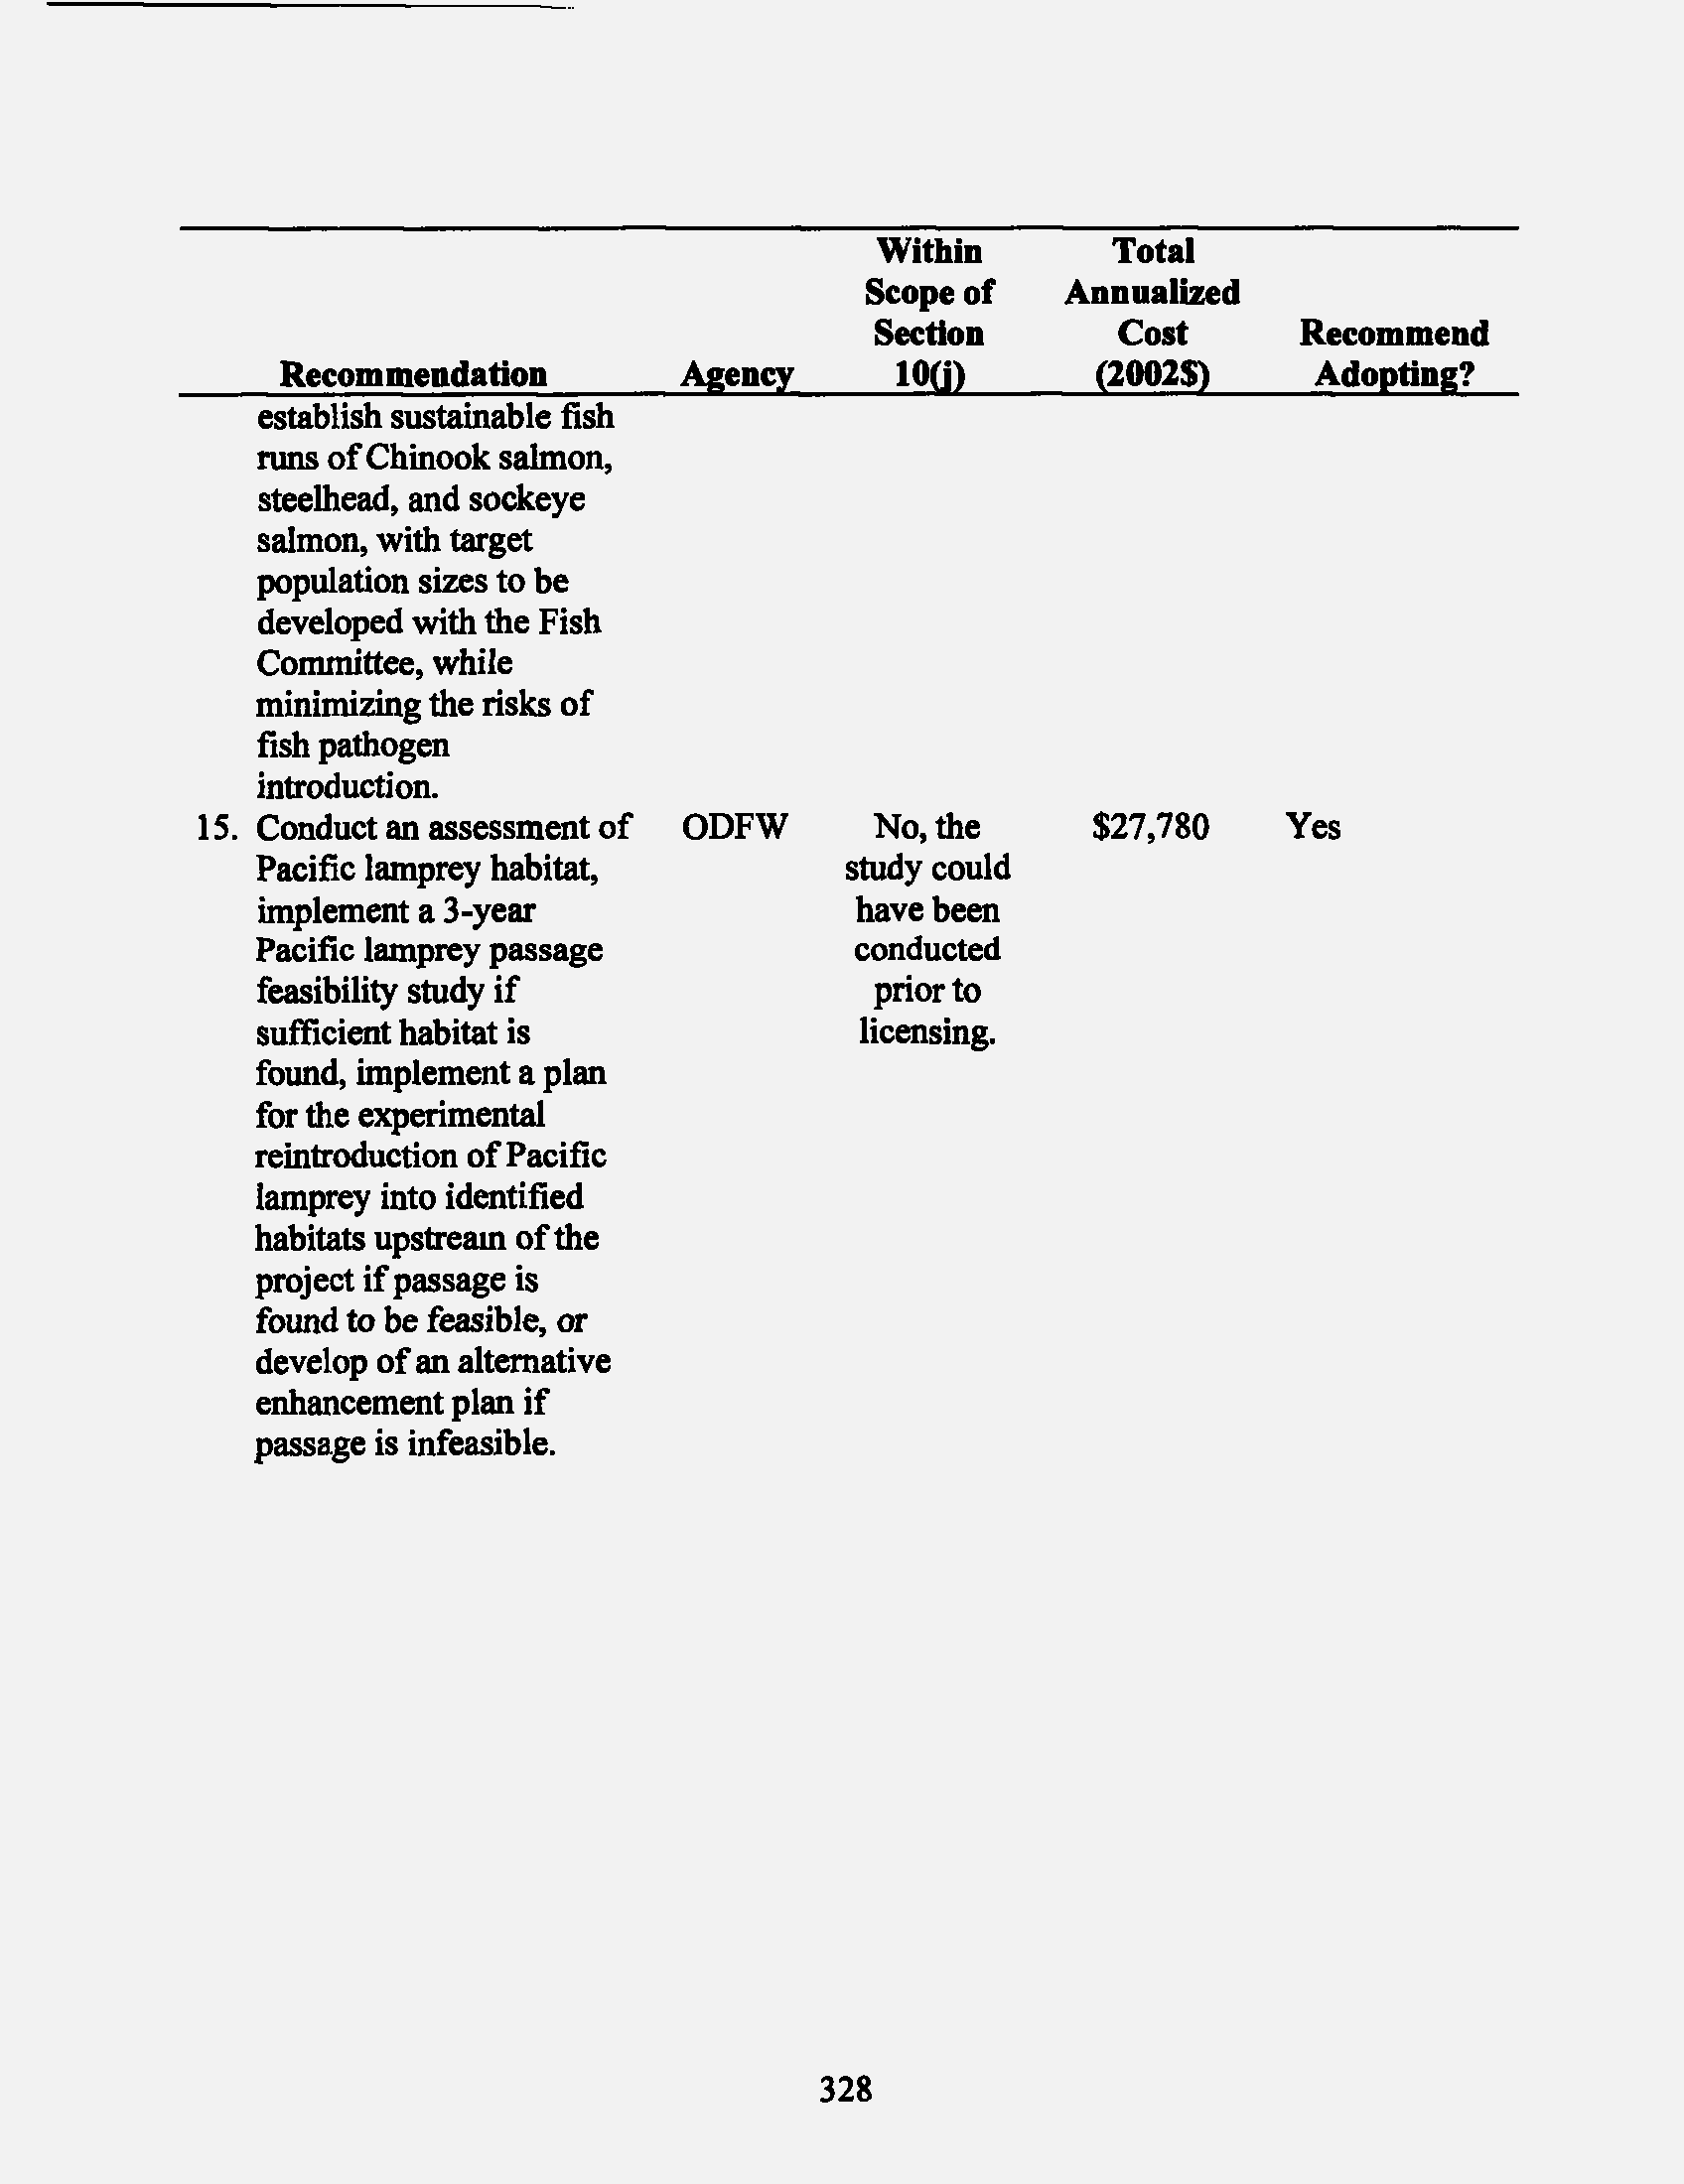 Within Total
Scope of Annualized
Section Cost Recommend
Recommendation Agency 10(j) (2002$) Adopting?
establish sustainable fish
runs of Chinook salmon,
steelhead, and sockeye
salmon, with target
population sizes to be
developed with the Fish
Committee, while
minimizing the risks of
fish pathogen
introduction.
15. Conduct an assessment of ODFW No, the $27,780 Yes
Pacific lamprey habitat, study could
implement a 3-year have been
Pacific lamprey passage conducted
feasibility study if prior to
sufficient habitat is licensing.
found, implement a plan
for the experimental
reintroduction of Pacific
lamprey into identified
habitats upstream of the
project if passage is
found to be feasible, or
develop of an alternative
enhancement plan if
passage is infeasible.
328